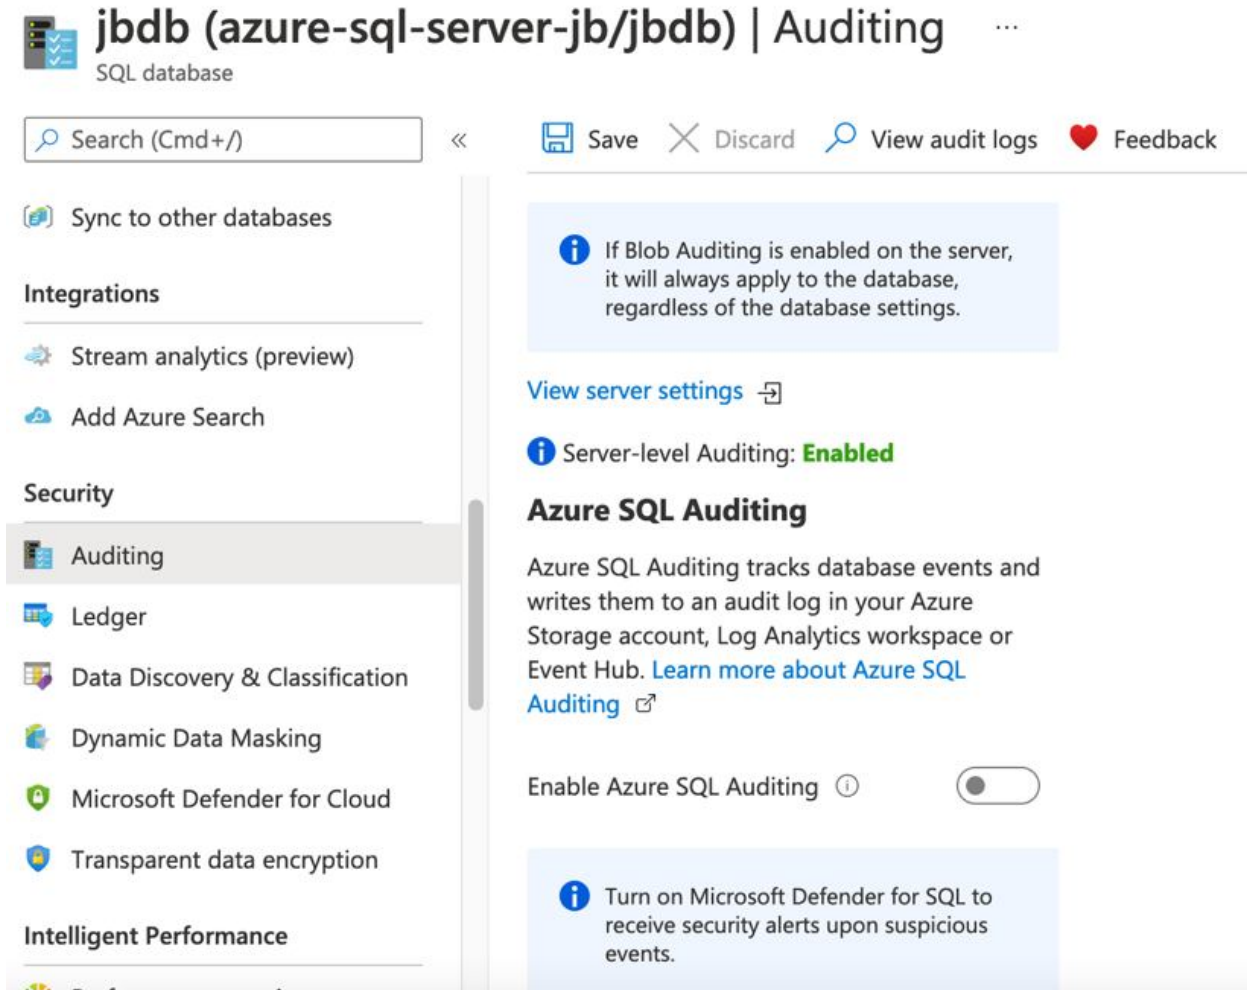 jbdb (azure-sql-server-jb/jbdb) | Auditing ...
SQL database
Search (Cmd+/)
«
Save
Discard
View audit logs
Feedback
Sync to other databases
Integrations
Stream analytics (preview)
Add Azure Search
Security
Auditing
Ledger
Data Discovery & Classification
Dynamic Data Masking
Microsoft Defender for Cloud
Transparent data encryption
Intelligent Performance
If Blob Auditing is enabled on the server,
it will always apply to the database,
regardless of the database settings.
View server settings
Server-level Auditing: Enabled
Azure SQL Auditing
Azure SQL Auditing tracks database events and
writes them to an audit log in your Azure
Storage account, Log Analytics workspace or
Event Hub. Learn more about Azure SQL
Auditing
Enable Azure SQL Auditing
Turn on Microsoft Defender for SQL to
receive security alerts upon suspicious
events.